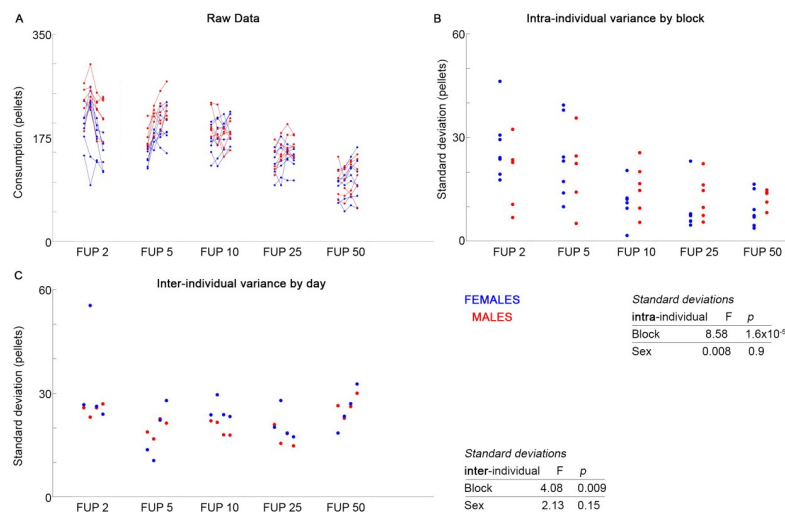 A
Raw Data
350
175
0
Consumption (pellets)
FUP 2 FUP 5 FUP 10 FUP 25 FUP 50
B
Intra-individual variance by block
60
30
0
Standard deviation (pellets)
FUP 2 FUP 5 FUP 10 FUP 25 FUP 50
C
Inter-individual variance by day
60
30
0
Standard deviation (pellets)
FUP 2 FUP 5 FUP 10 FUP 25 FUP 50
FEMALES
MALES
Standard deviations
intra-individual F p
Block 8.58 1.6x10-5
Sex 0.008 0.9
Standard deviations
inter-individual F p
Block 4.08 0.009
Sex 2.13 0.15